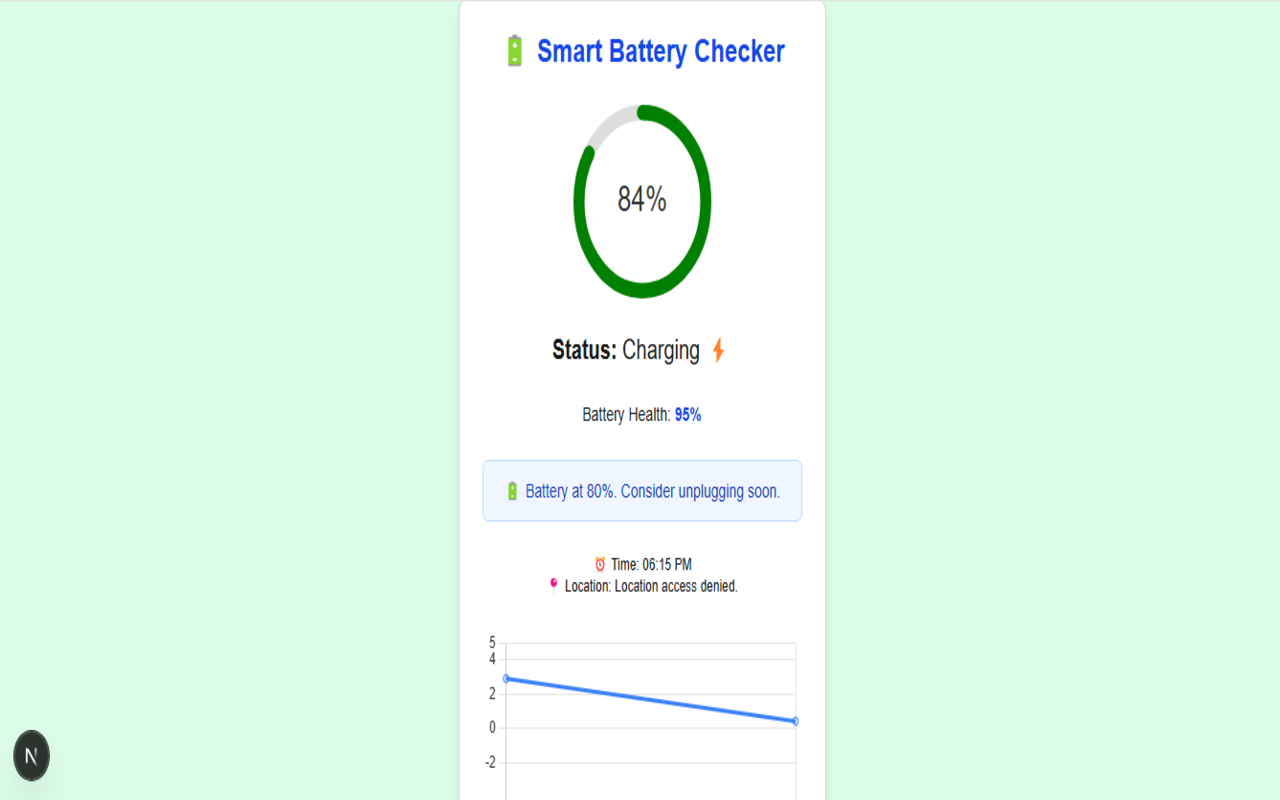 Smart Battery Checker
84%
Status: Charging
Battery Health: 95%
Battery at 80%. Consider unplugging soon.
Time: 06:15 PM
Location: Location access denied.
5
4
2
0
-2
N